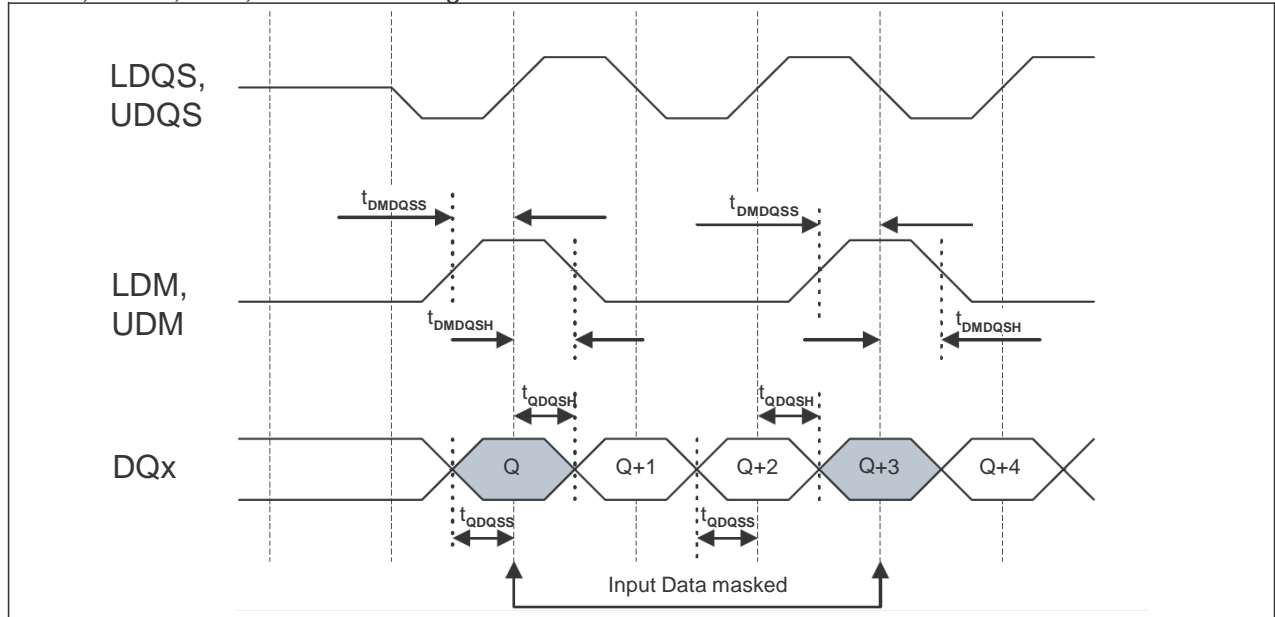 LDQS,
UDQS
tDMDQSS
tDMDQSS
LDM,
UDM
tDMDQSH
tDMDQSH
tQDQSH
tQDQSH
DQx
Q
Q+1
Q+2
Q+3
Q+4
tQDQSS
tQDQSS
Input Data masked